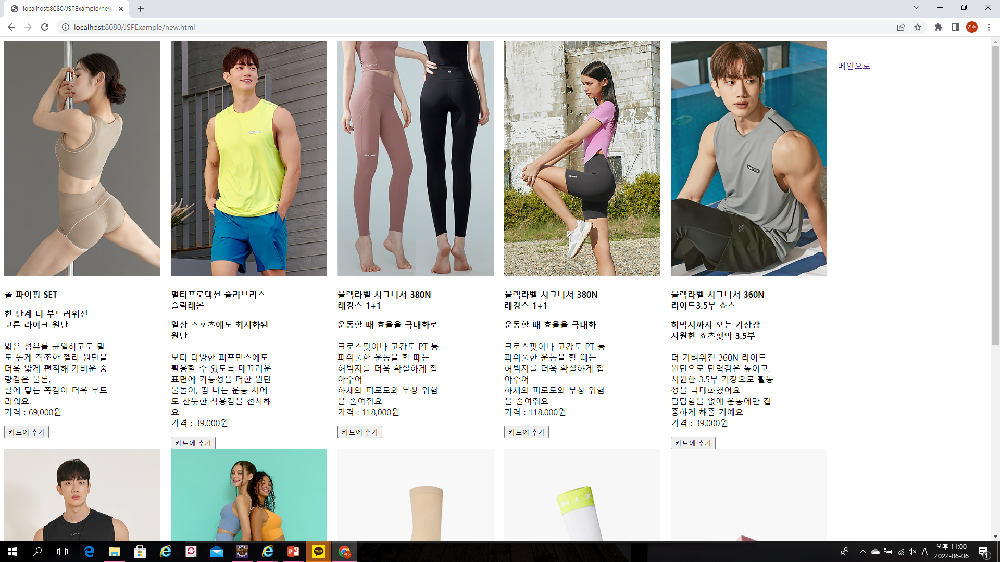 localhost:8080/JSPExample/new
localhost:8080/JSPExample/new.html
연수
메인으로
XEXYMIX
폴 파이핑 SET
한 단계 더 부드러워진
코튼 라이크 원단
얇은 섬유를 균일하고도 밀
도 높게 직조한 젤라 원단을
더욱 얇게 편직해 가벼운 중
량감은 물론,
살에 닿는 촉감이 더욱 부드
러워요.
가격 : 69,000원
카트에 추가
멀티프로텍션 슬리브리스
슬릭레몬
일상 스포츠에도 최저화된
원단
보다 다양한 퍼포먼스에도
활용할 수 있도록 매끄러운
표면에 기능성을 더한 원단
물놀이, 땀 나는 운동 시에
도 산뜻한 착용감을 선사해
요
가격 : 39,000원
카트에 추가
블랙라벨 시그니처 380N
레깅스 1+1
운동할 때 효율을 극대화로
크로스핏이나 고강도 PT 등
파워풀한 운동을 할 때는
허벅지를 더욱 확실하게 잡
아주어
하체의 피로도와 부상 위험
을 줄여줘요
가격 : 118,000원
카트에 추가
블랙라벨 시그니처 380N
레깅스 1+1
운동할 때 효율을 극대화
크로스핏이나 고강도 PT 등
파워풀한 운동을 할 때는
허벅지를 더욱 확실하게 잡
아주어
하체의 피로도와 부상 위험
을 줄여줘요
가격 : 118,000원
카트에 추가
블랙라벨 시그니처 360N
라이트3.5부 쇼츠
허벅지까지 오는 기장감
시원한 쇼츠핏의 3.5부
더 가벼워진 360N 라이트
원단으로 탄력감은 높이고,
시원한 3.5부 기장으로 활동
성을 극대화했어요
답답함을 없애 운동에만 집
중하게 해줄 거예요
가격 : 39,000원
카트에 추가
MIX
TALK
연수
A
오후 11:00
2022-06-06
1